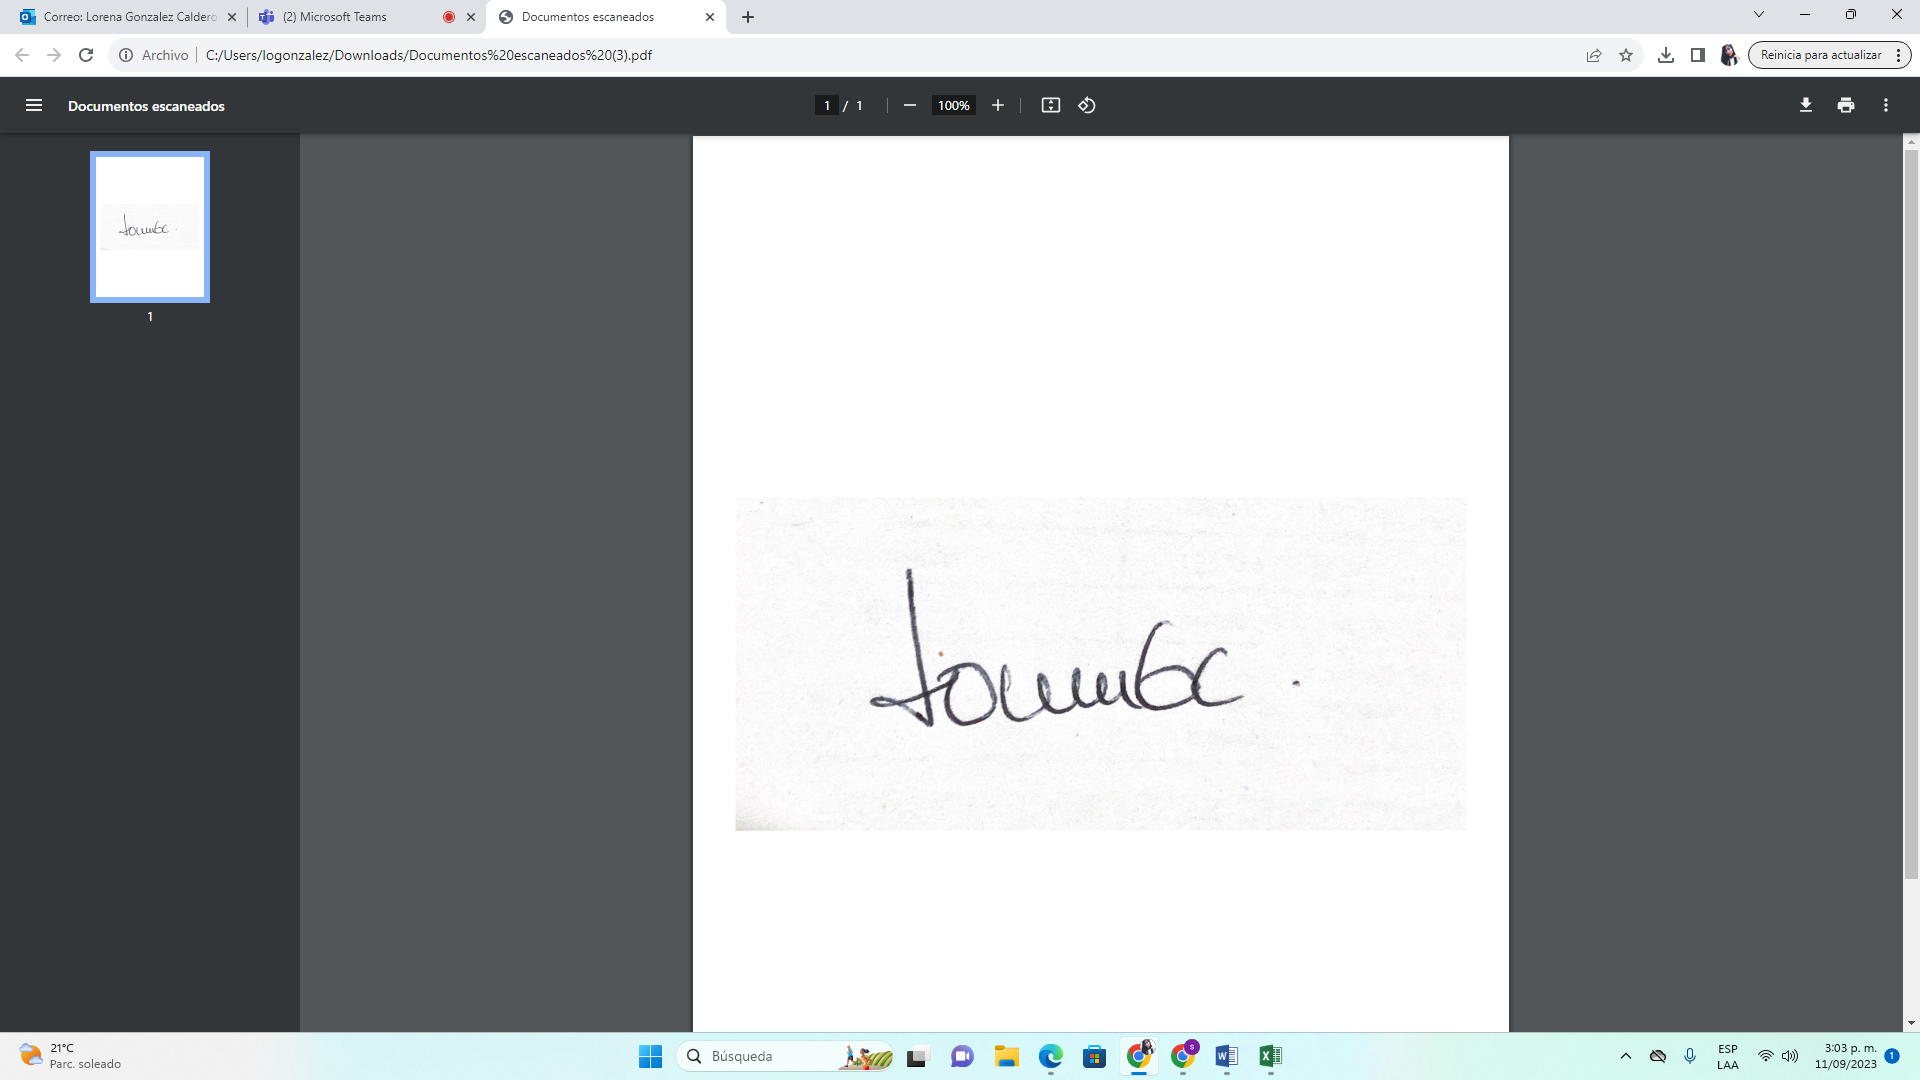 Correo: Lorena Gonzalez Caldero
(2) Microsoft Teams
Documentos escaneados
Archivo
C:/Users/logonzalez/Downloads/Documentos%20escaneados%20(3).pdf
Reinicia para actualizar
Documentos escaneados
1 / 1
100%
1
21°C
Parc. soleado
Búsqueda
ESP
LAA
3:03 p. m.
11/09/2023
1